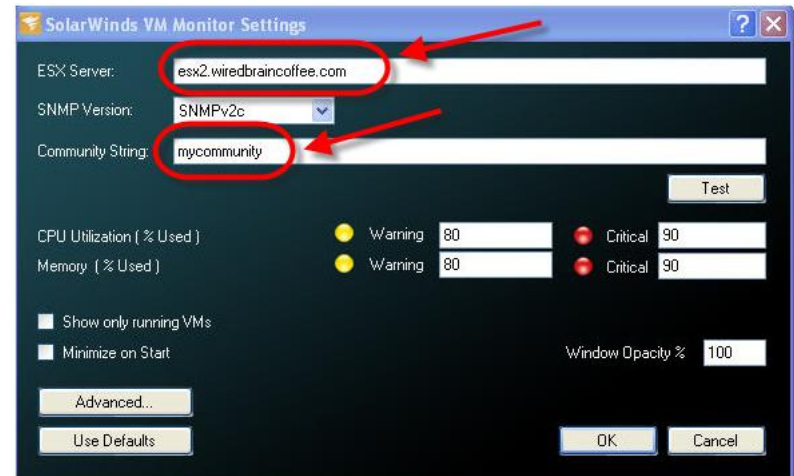 SolarWinds VM Monitor Settings
ESX Server: esx2.wiredbraincoffee.com
SNMP Version: SNMPv2c
Community String: mycommunity
Test
CPU Utilization ( % Used ) Warning 80 Critical 90
Memory ( % Used ) Warning 80 Critical 90
Show only running VMs
Minimize on Start Window Opacity % 100
Advanced...
Use Defaults OK Cancel